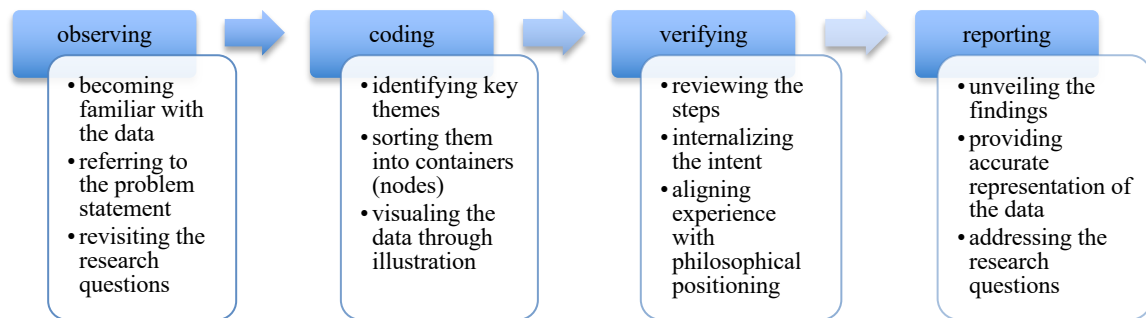 observing
• becoming
familiar with
the data
• referring to
the problem
statement
• revisiting the
research
questions
coding
• identifying key
themes
• sorting them
into containers
(nodes)
• visualing the
data through
illustration
verifying
• reviewing the
steps
• internalizing
the intent
• aligning
experience
with
philosophical
positioning
reporting
• unveiling the
findings
• providing
accurate
representation of
the data
• addressing the
research
questions